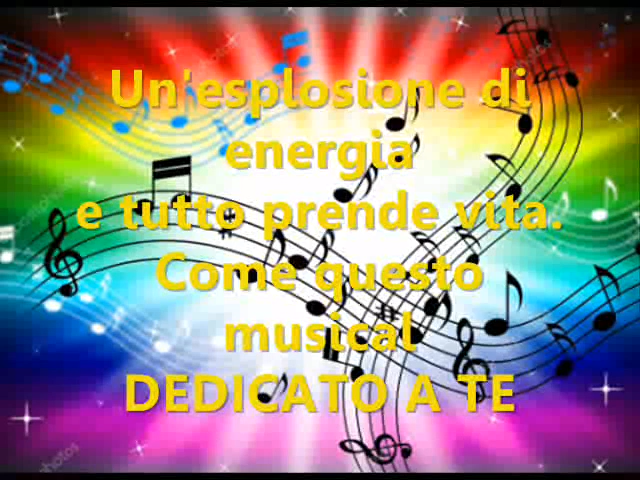 Un'esplosione di
energia
e tutto prende vita.
Come questo
musical
DEDICATO A TE